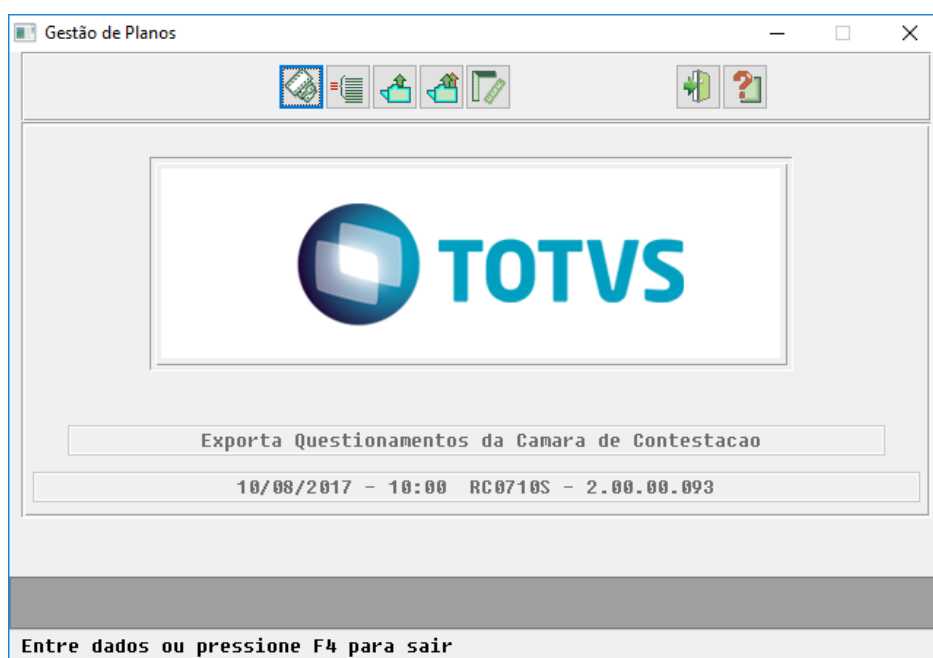 Gestão de Planos
TOTVS
Exporta Questionamentos da Camara de Contestacao
10/08/2017 - 10:00 RC0710S - 2.00.00.093
Entre dados ou pressione F4 para sair